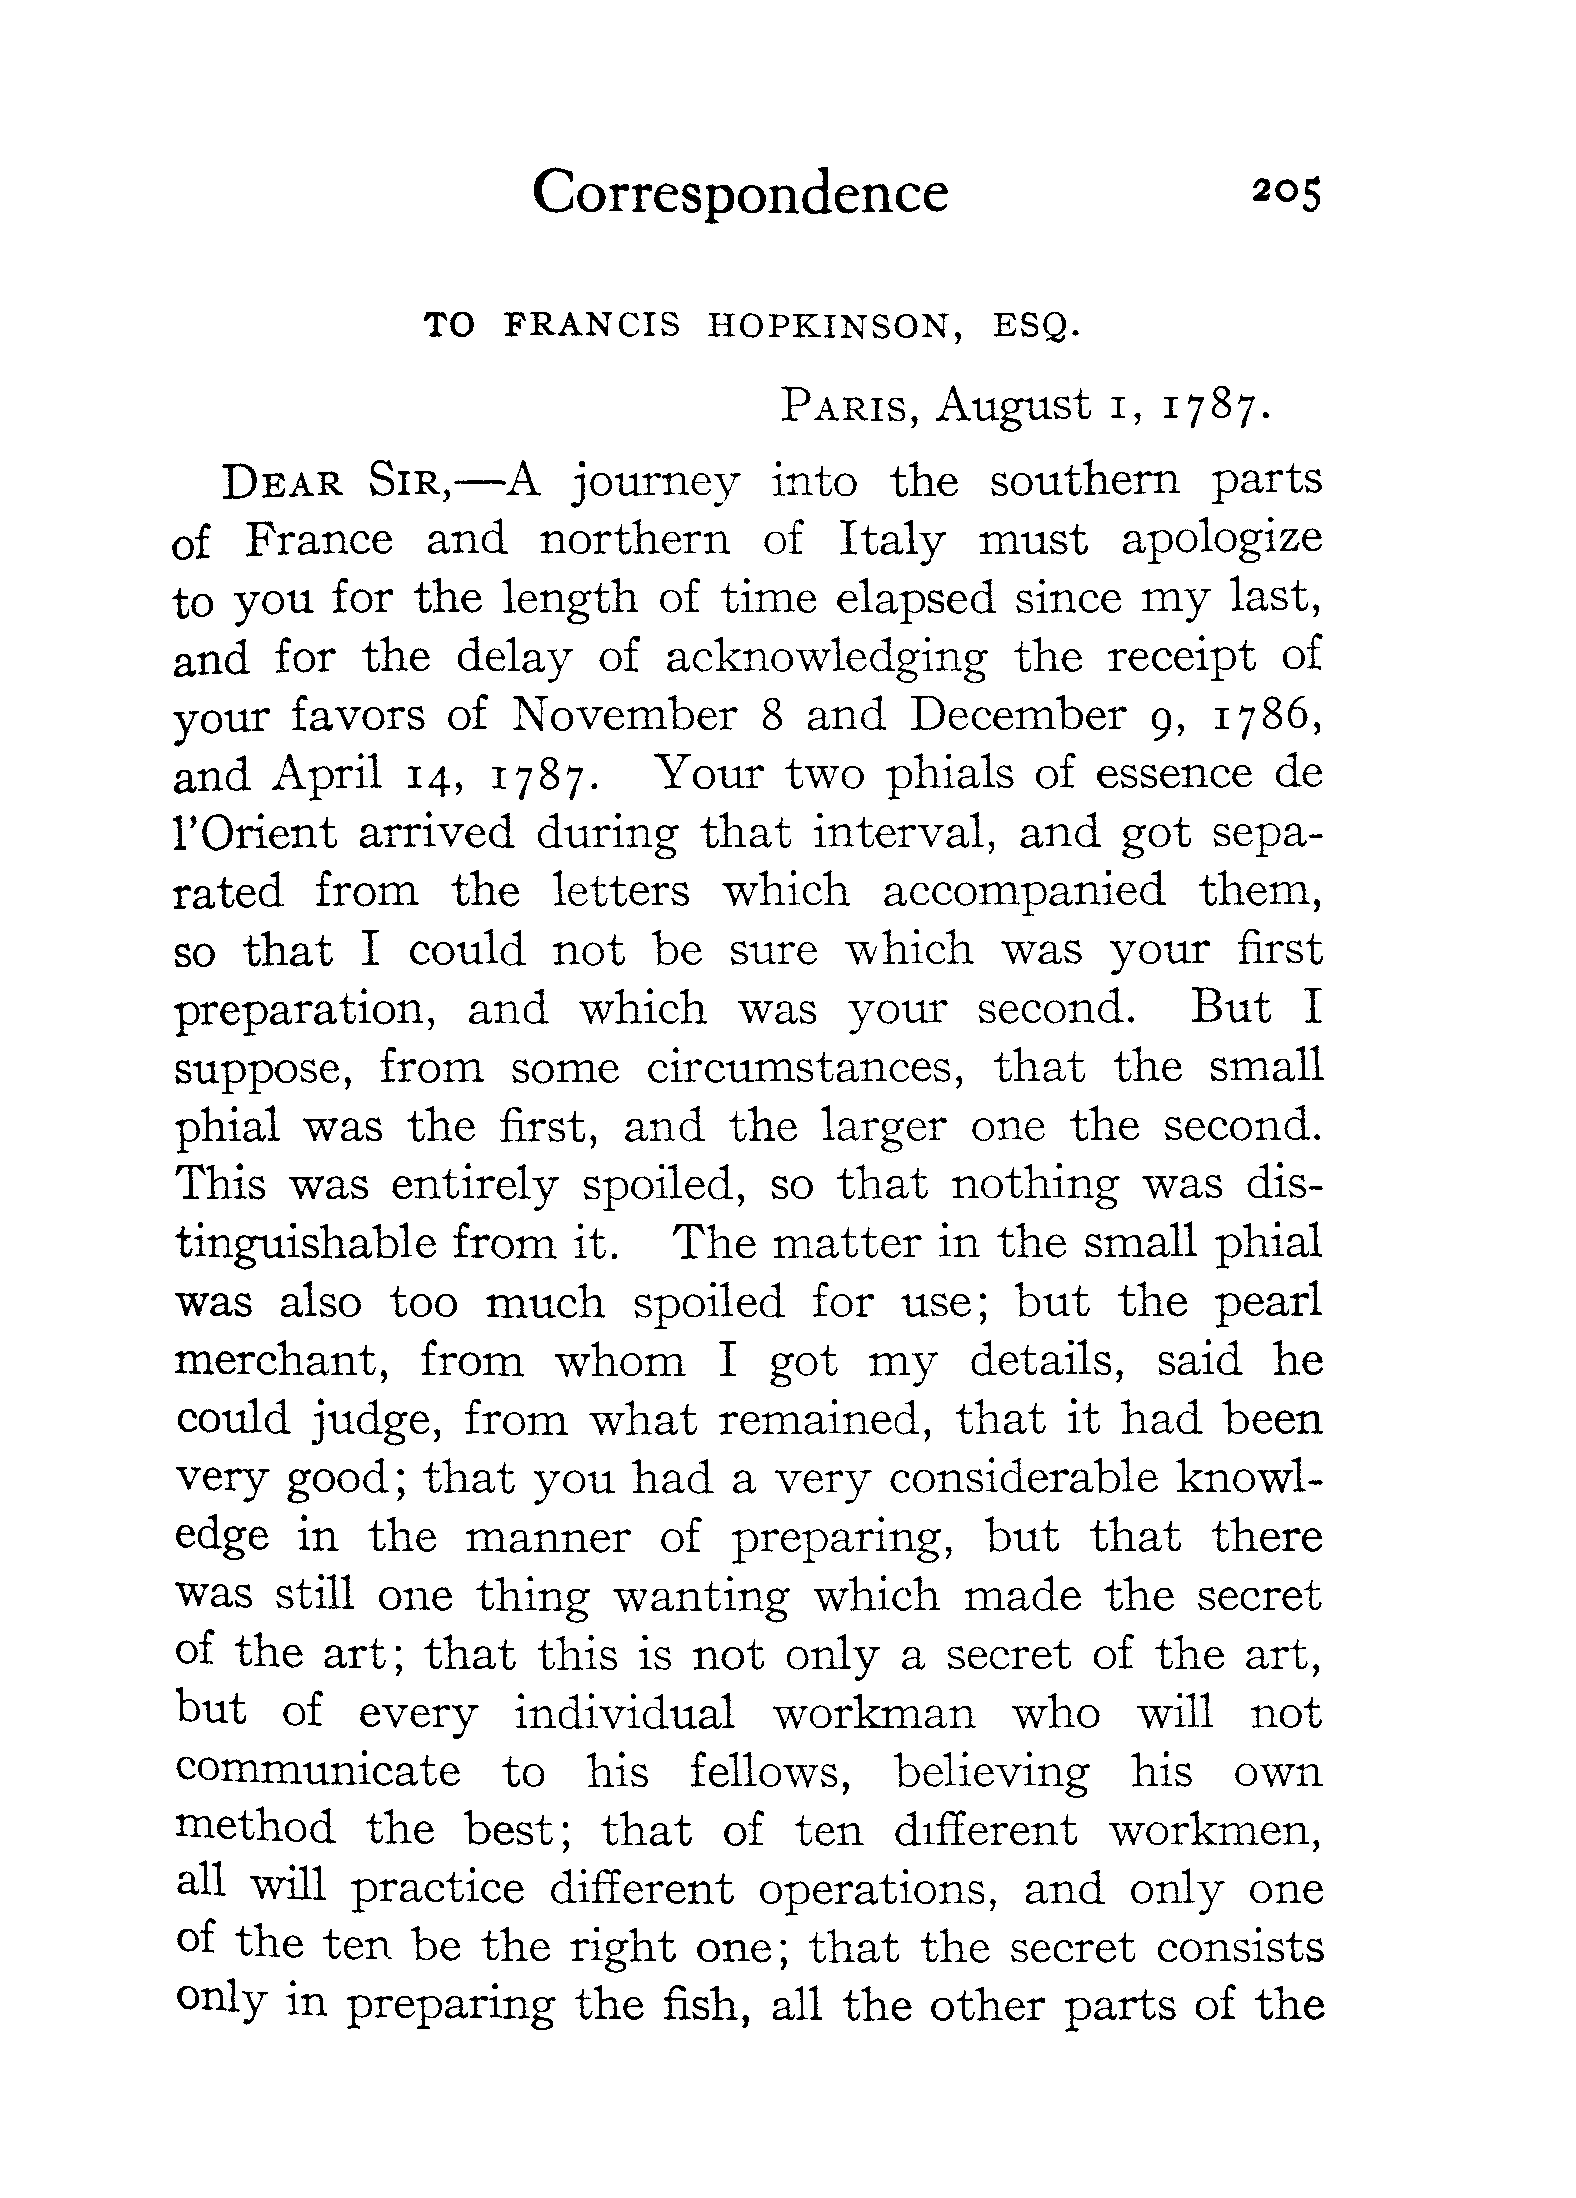 Correspondence 205
TO FRANCIS HOPKINSON, ESQ.
PARIS, August 1, 1787.
DEAR SIR,—A journey into the southern parts
of France and northern of Italy must apologize
to you for the length of time elapsed since my last,
and for the delay of acknowledging the receipt of
your favors of November 8 and December 9, 1786,
and April 14, 1787. Your two phials of essence de
l'Orient arrived during that interval, and got sepa-
rated from the letters which accompanied them,
so that I could not be sure which was your first
preparation, and which was your second. But I
suppose, from some circumstances, that the small
phial was the first, and the larger one the second.
This was entirely spoiled, so that nothing was dis-
tinguishable from it. The matter in the small phial
was also too much spoiled for use; but the pearl
merchant, from whom I got my details, said he
could judge, from what remained, that it had been
very good; that you had a very considerable knowl-
edge in the manner of preparing, but that there
was still one thing wanting which made the secret
of the art; that this is not only a secret of the art,
but of every individual workman who will not
communicate to his fellows, believing his own
method the best; that of ten different workmen,
all will practice different operations, and only one
of the ten be the right one; that the secret consists
only in preparing the fish, all the other parts of the